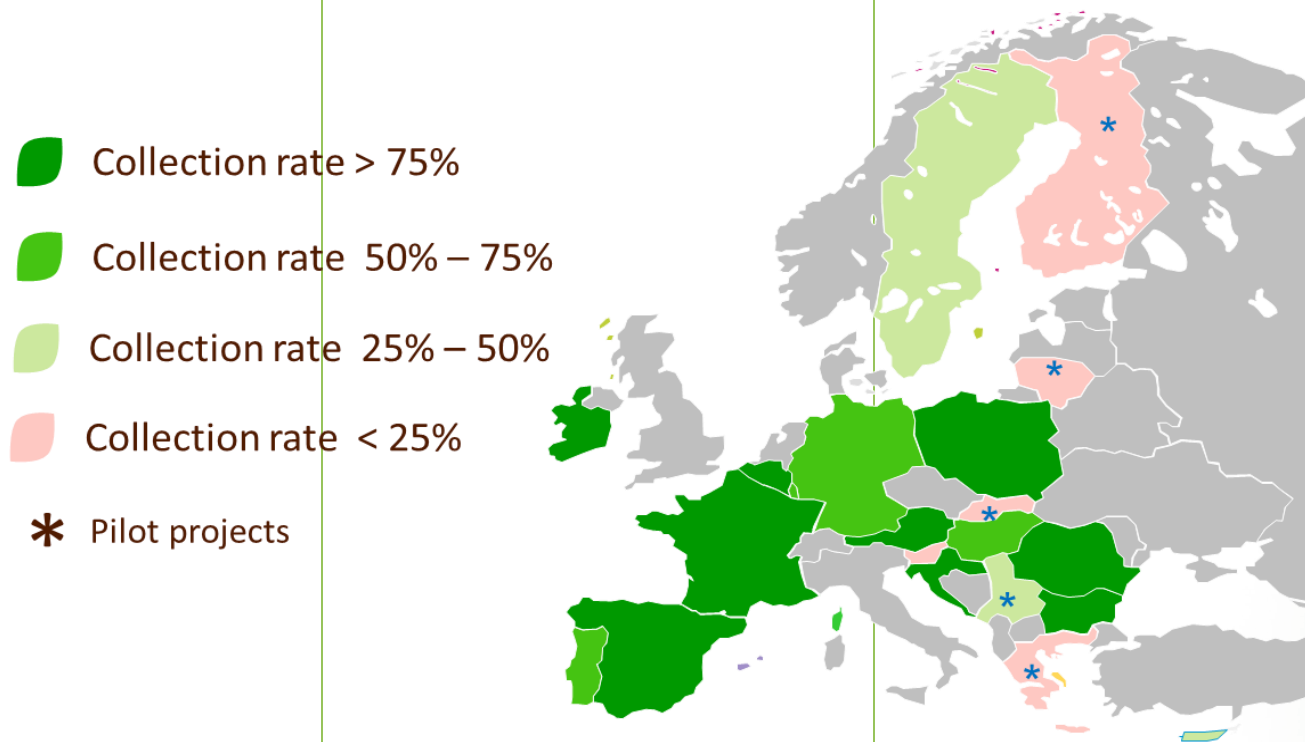 Collection rate > 75%
Collection rate 50% – 75%
Collection rate 25% – 50%
Collection rate < 25%
* Pilot projects